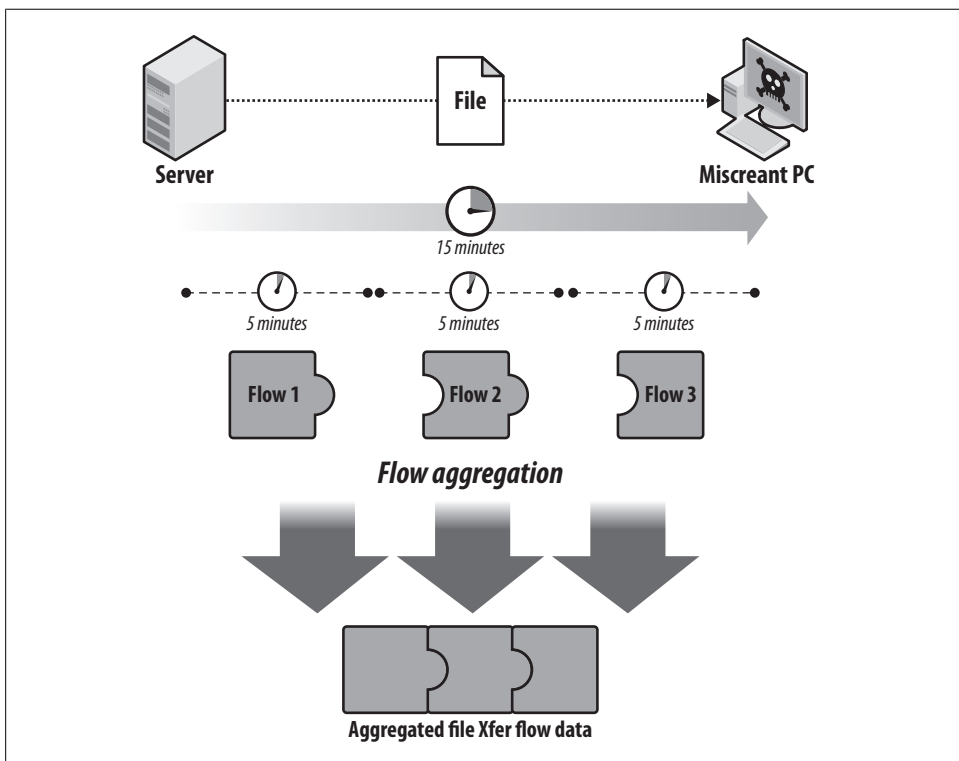 File
Server
Miscreant PC
15 minutes
5 minutes
5 minutes
5 minutes
Flow 1
Flow 2
Flow 3
Flow aggregation
Aggregated file Xfer flow data